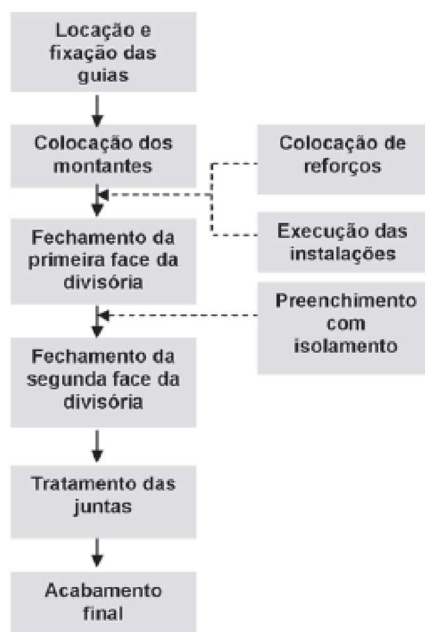 Locação e
fixação das
guias
Colocação dos
montantes
Colocação de
reforços
Execução das
instalações
Fechamento da
primeira face da
divisória
Preenchimento
com
isolamento
Fechamento da
segunda face da
divisória
Tratamento das
juntas
Acabamento
final